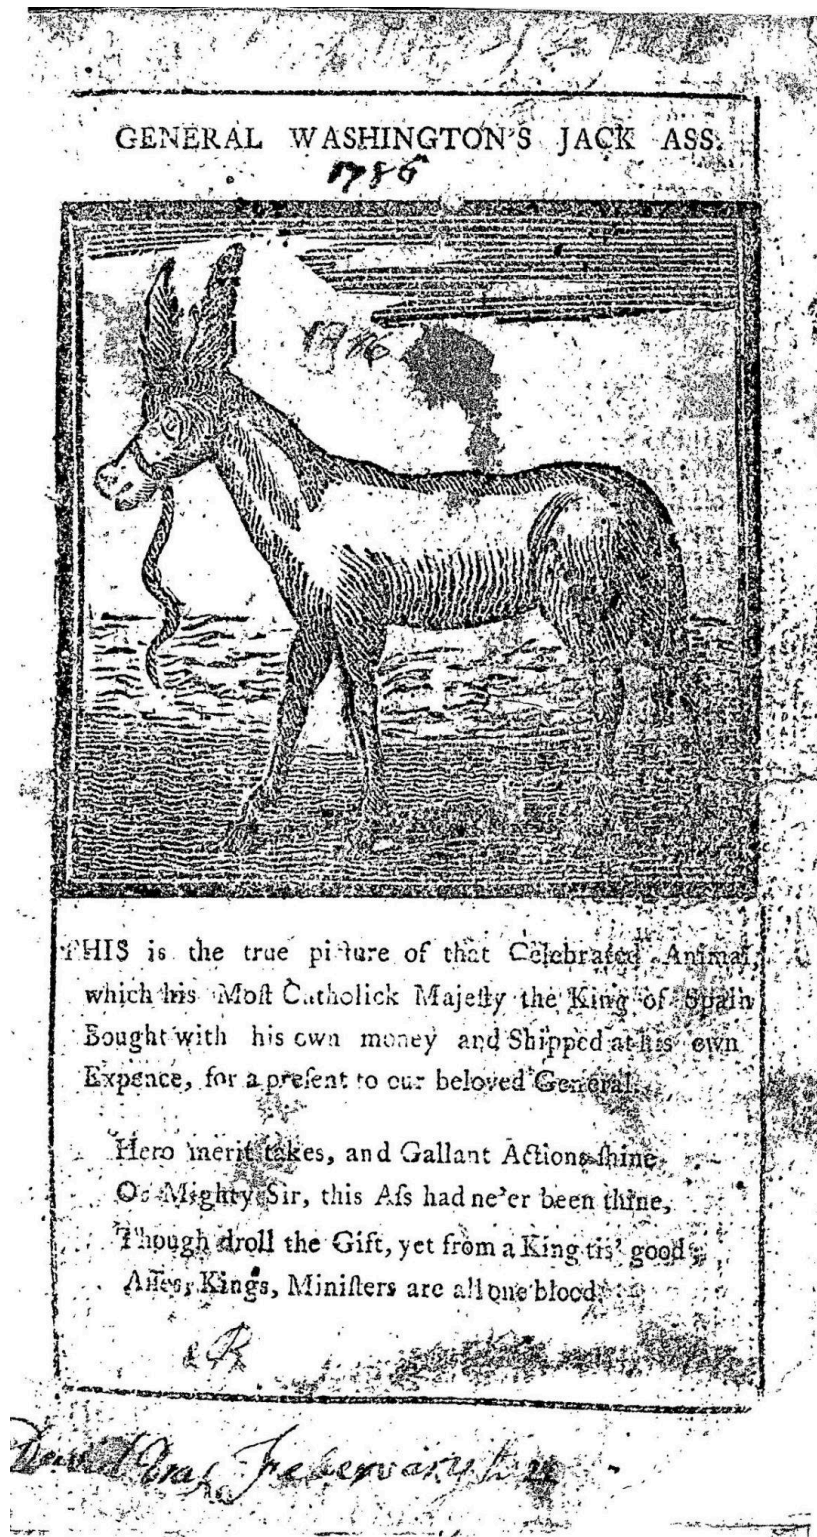 GENERAL WASHINGTON'S JACK ASS.
1786
1786
THIS is the true picture of that Celebrated Animal,
which his Moſt Catholick Majeſty the King of Spain
Bought with his own money and Shipped at his own
Expence, for a preſent to our beloved General.
Hero merit takes, and Gallant Actions ſhine
Or Mighty Sir, this Aſs had ne'er been thine,
Though droll the Gift, yet from a King tis' good;
Aſſes, Kings, Miniſters are all one blood.
David Febervary